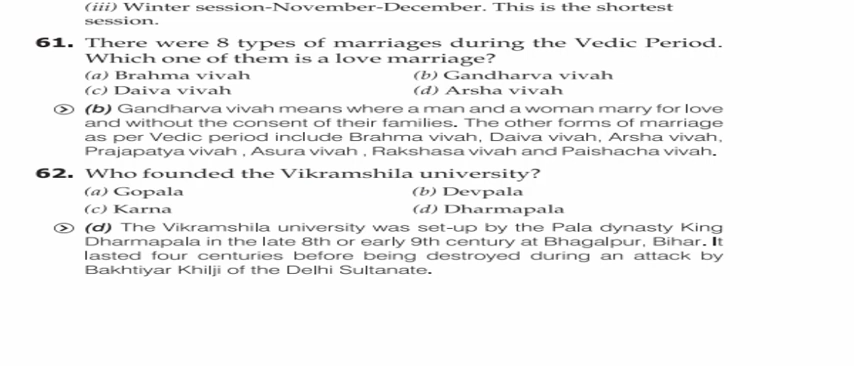 (iii) Winter session-November-December. This is the shortest
session.
61. There were 8 types of marriages during the Vedic Period.
Which one of them is a love marriage?
(a) Brahma vivah (b) Gandharva vivah
(c) Daiva vivah (d) Arsha vivah
(b) Gandharva vivah means where a man and a woman marry for love
and without the consent of their families. The other forms of marriage
as per Vedic period include Brahma vivah, Daiva vivah, Arsha vivah,
Prajapatya vivah , Asura vivah , Rakshasa vivah and Paishacha vivah.
62. Who founded the Vikramshila university?
(a) Gopala (b) Devpala
(c) Karna (d) Dharmapala
(d) The Vikramshila university was set-up by the Pala dynasty King
Dharmapala in the late 8th or early 9th century at Bhagalpur, Bihar. It
lasted four centuries before being destroyed during an attack by
Bakhtiyar Khilji of the Delhi Sultanate.